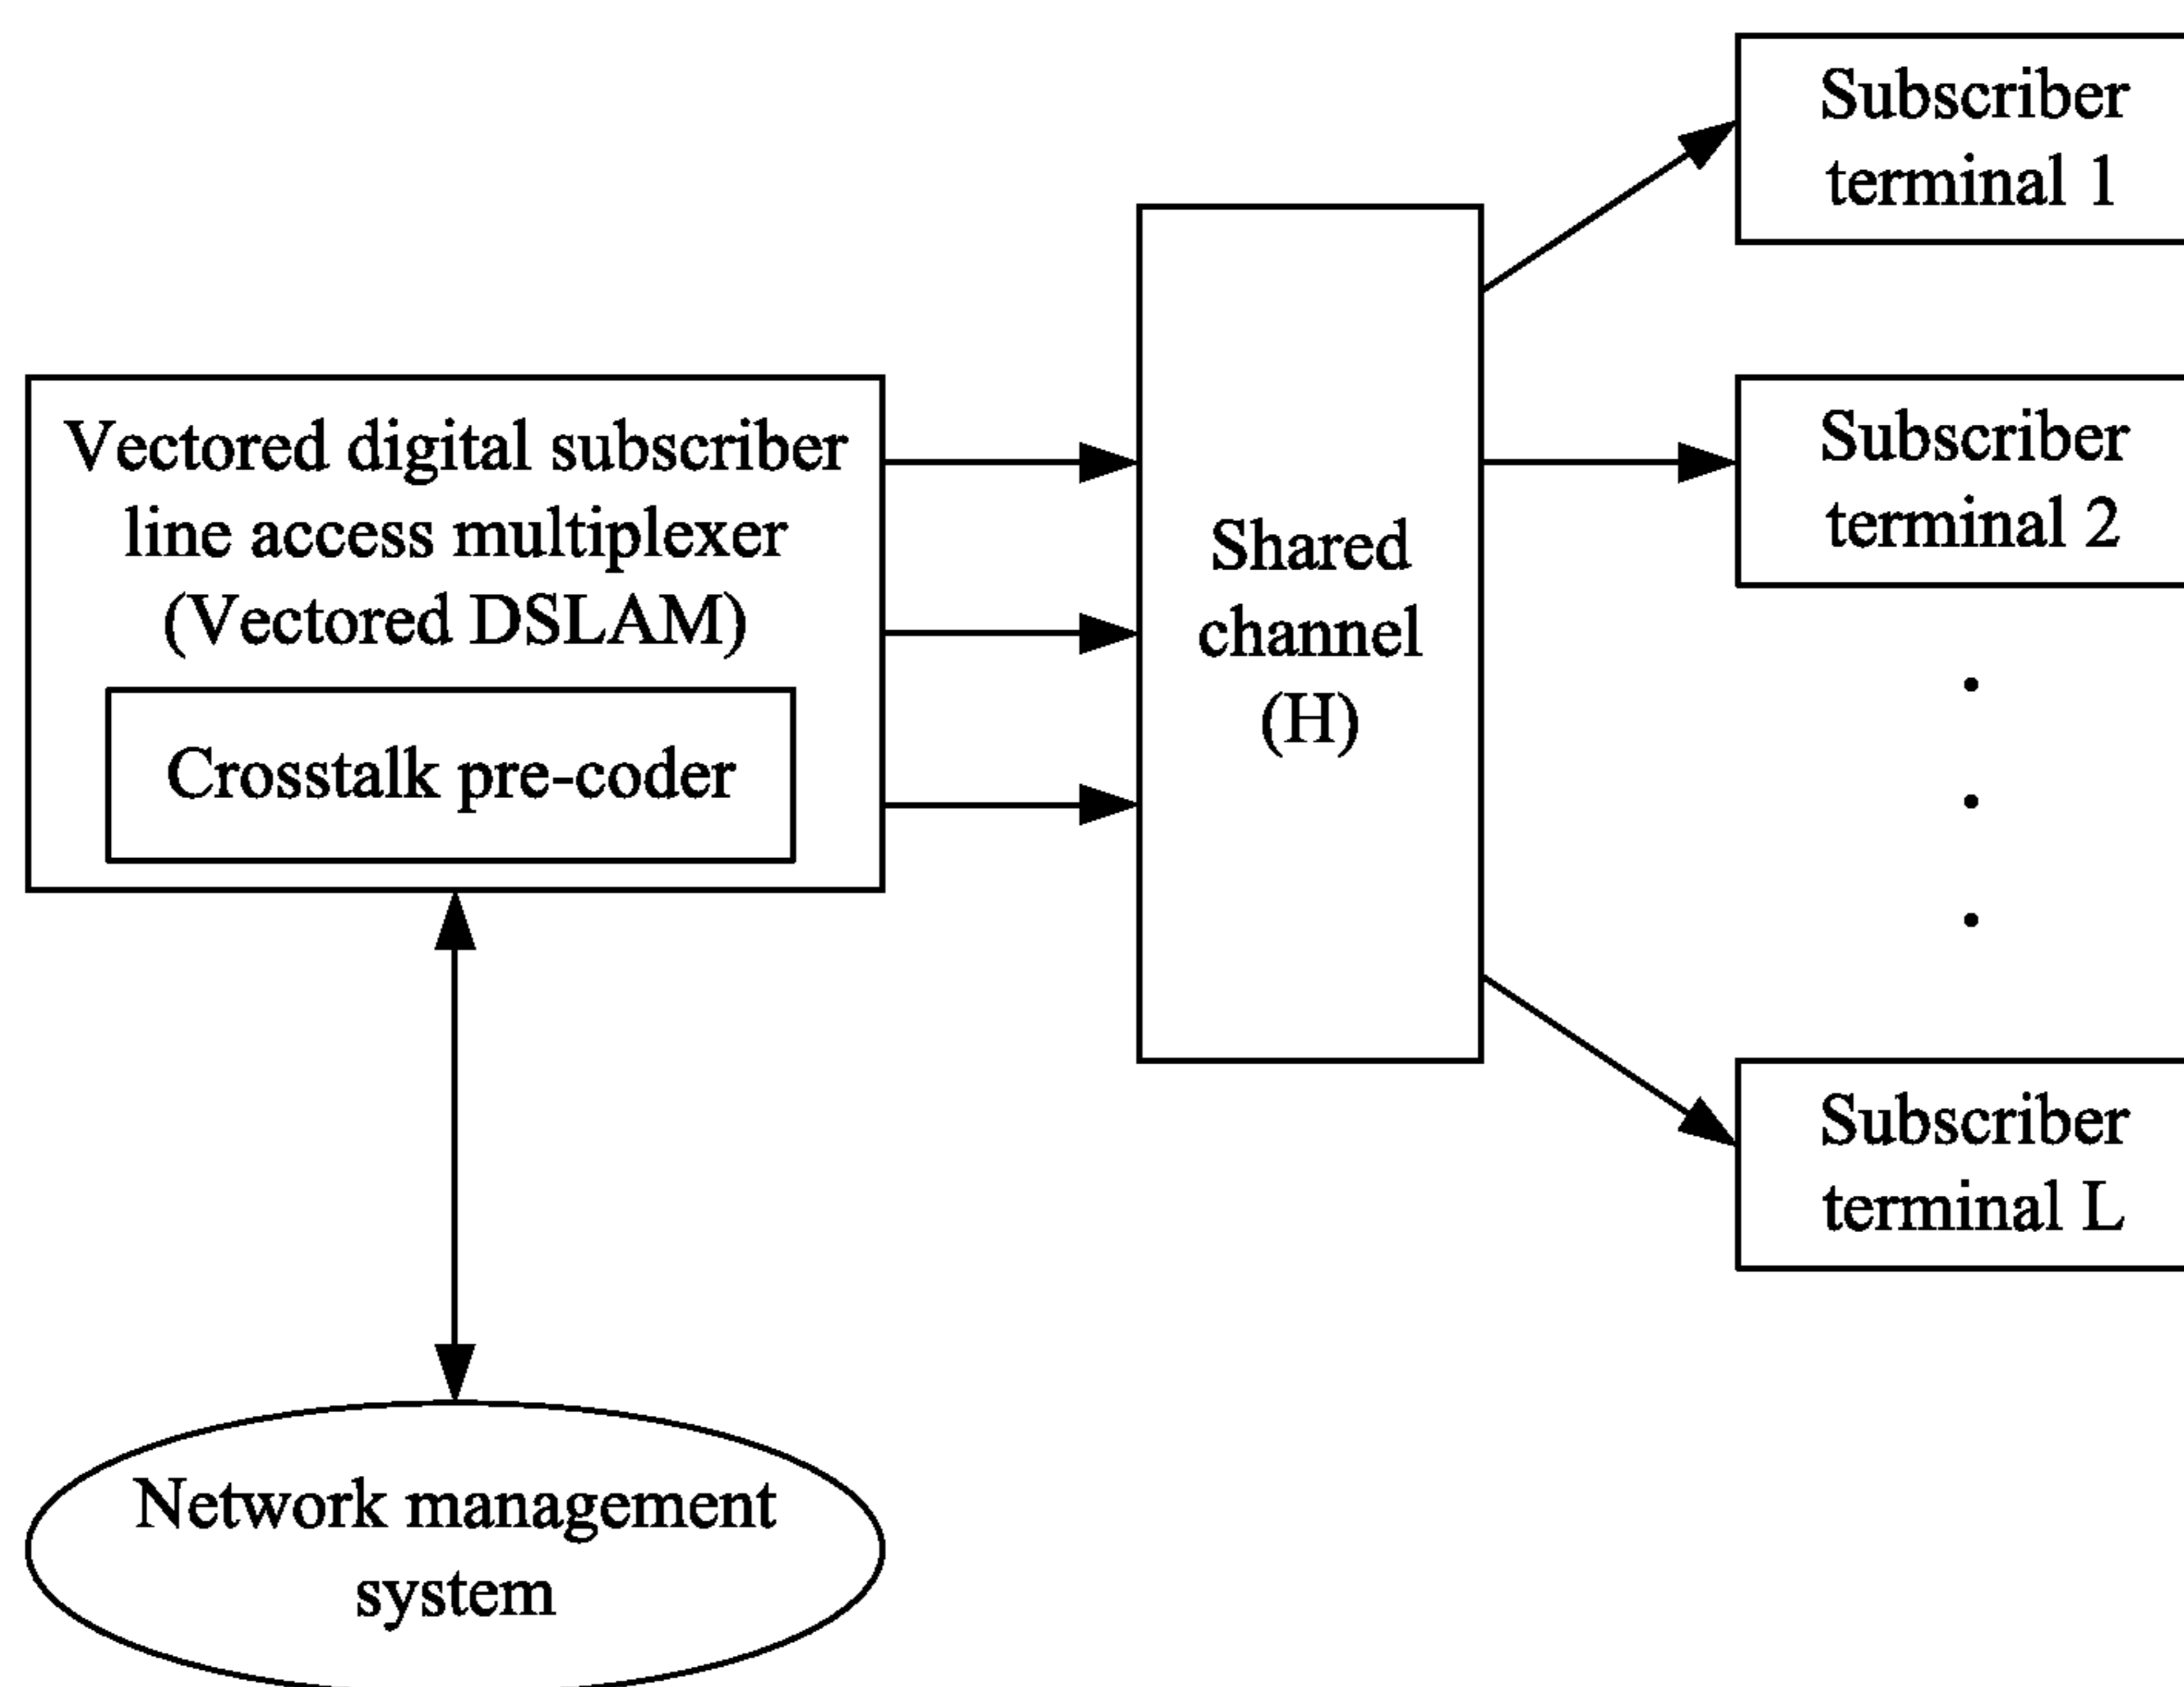 Vectored digital subscriber
line access multiplexer
(Vectored DSLAM)
Crosstalk pre-coder
Network management
system
Shared
channel
(H)
Subscriber
terminal 1
Subscriber
terminal 2
Subscriber
terminal L